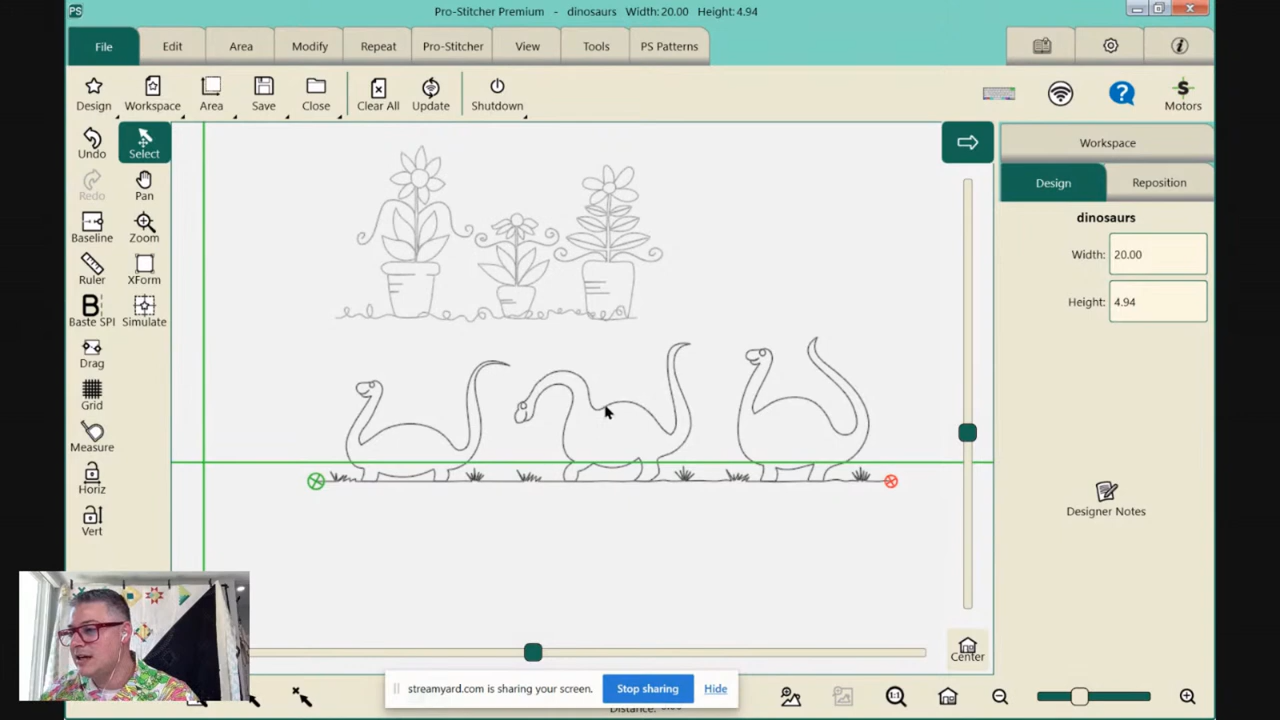 PS
Pro-Stitcher Premium - dinosaurs Width: 20.00 Height: 4.94
File Edit Area Modify Repeat Pro-Stitcher View Tools PS Patterns
Design Workspace Area Save Close Clear All Update Shutdown Motors
Undo Select
Workspace
Redo Pan
Design Reposition
dinosaurs
Baseline Zoom
Width: 20.00
Ruler XForm
Height: 4.94
Baste SPI Simulate
Drag
Grid
Measure
Horiz
Designer Notes
Vert
Center
streamyard.com is sharing your screen. Stop sharing Hide
1:1